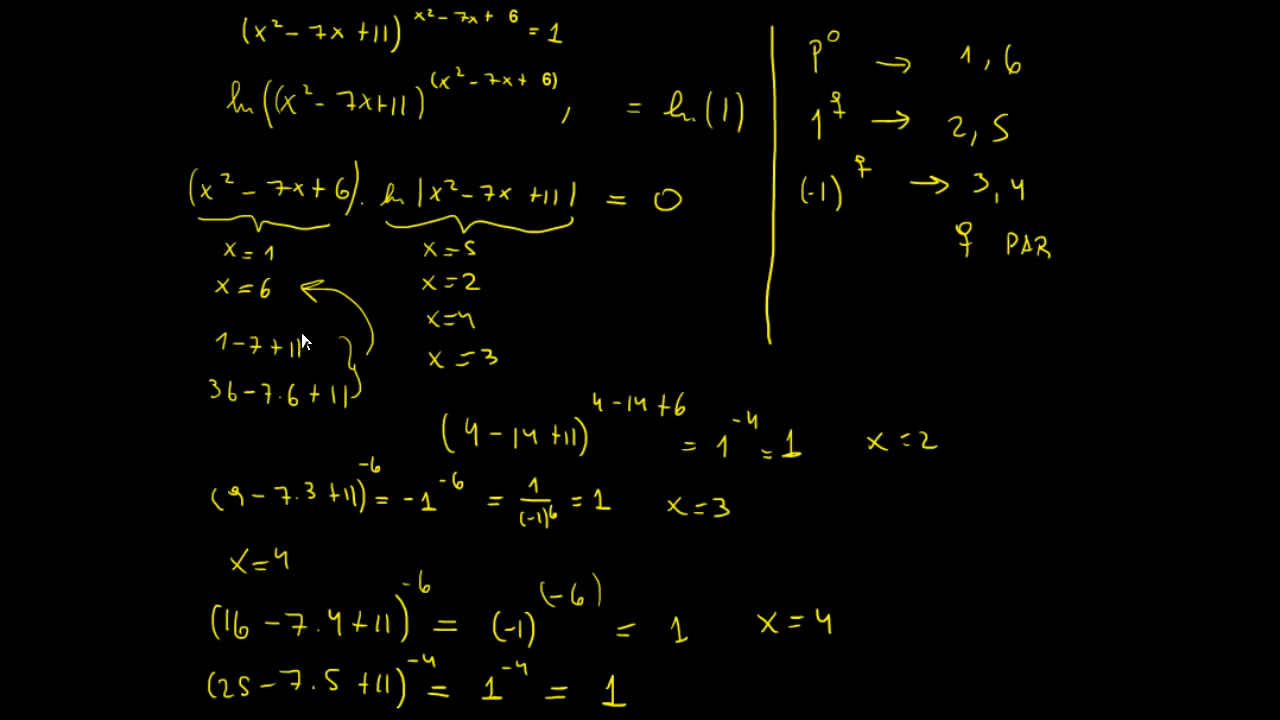 (x² − 7x + 11)^(x² − 7x + 6) = 1
ln((x² − 7x + 11)^(x² − 7x + 6), = ln(1)
(x² − 7x + 6) · ln |x² − 7x + 11| = 0
x = 1
x = 6
1 − 7 + 11
36 − 7.6 + 11
x = 5
x = 2
x = 4
x = 3
(4 − 14 + 11)^(4 − 14 + 6) = 1^(−4) = 1 x = 2
(9 − 7.3 + 11)^(−6) = −1^(−6) = 1/(−1)^6 = 1 x = 3
x = 4
(16 − 7.4 + 11)^(−6) = (−1)^(−6) = 1 x = 4
(25 − 7.5 + 11)^(−4) = 1^(−4) = 1
P^0 → 1, 6
1^q → 2, 5
(−1)^q → 3, 4
q PAR